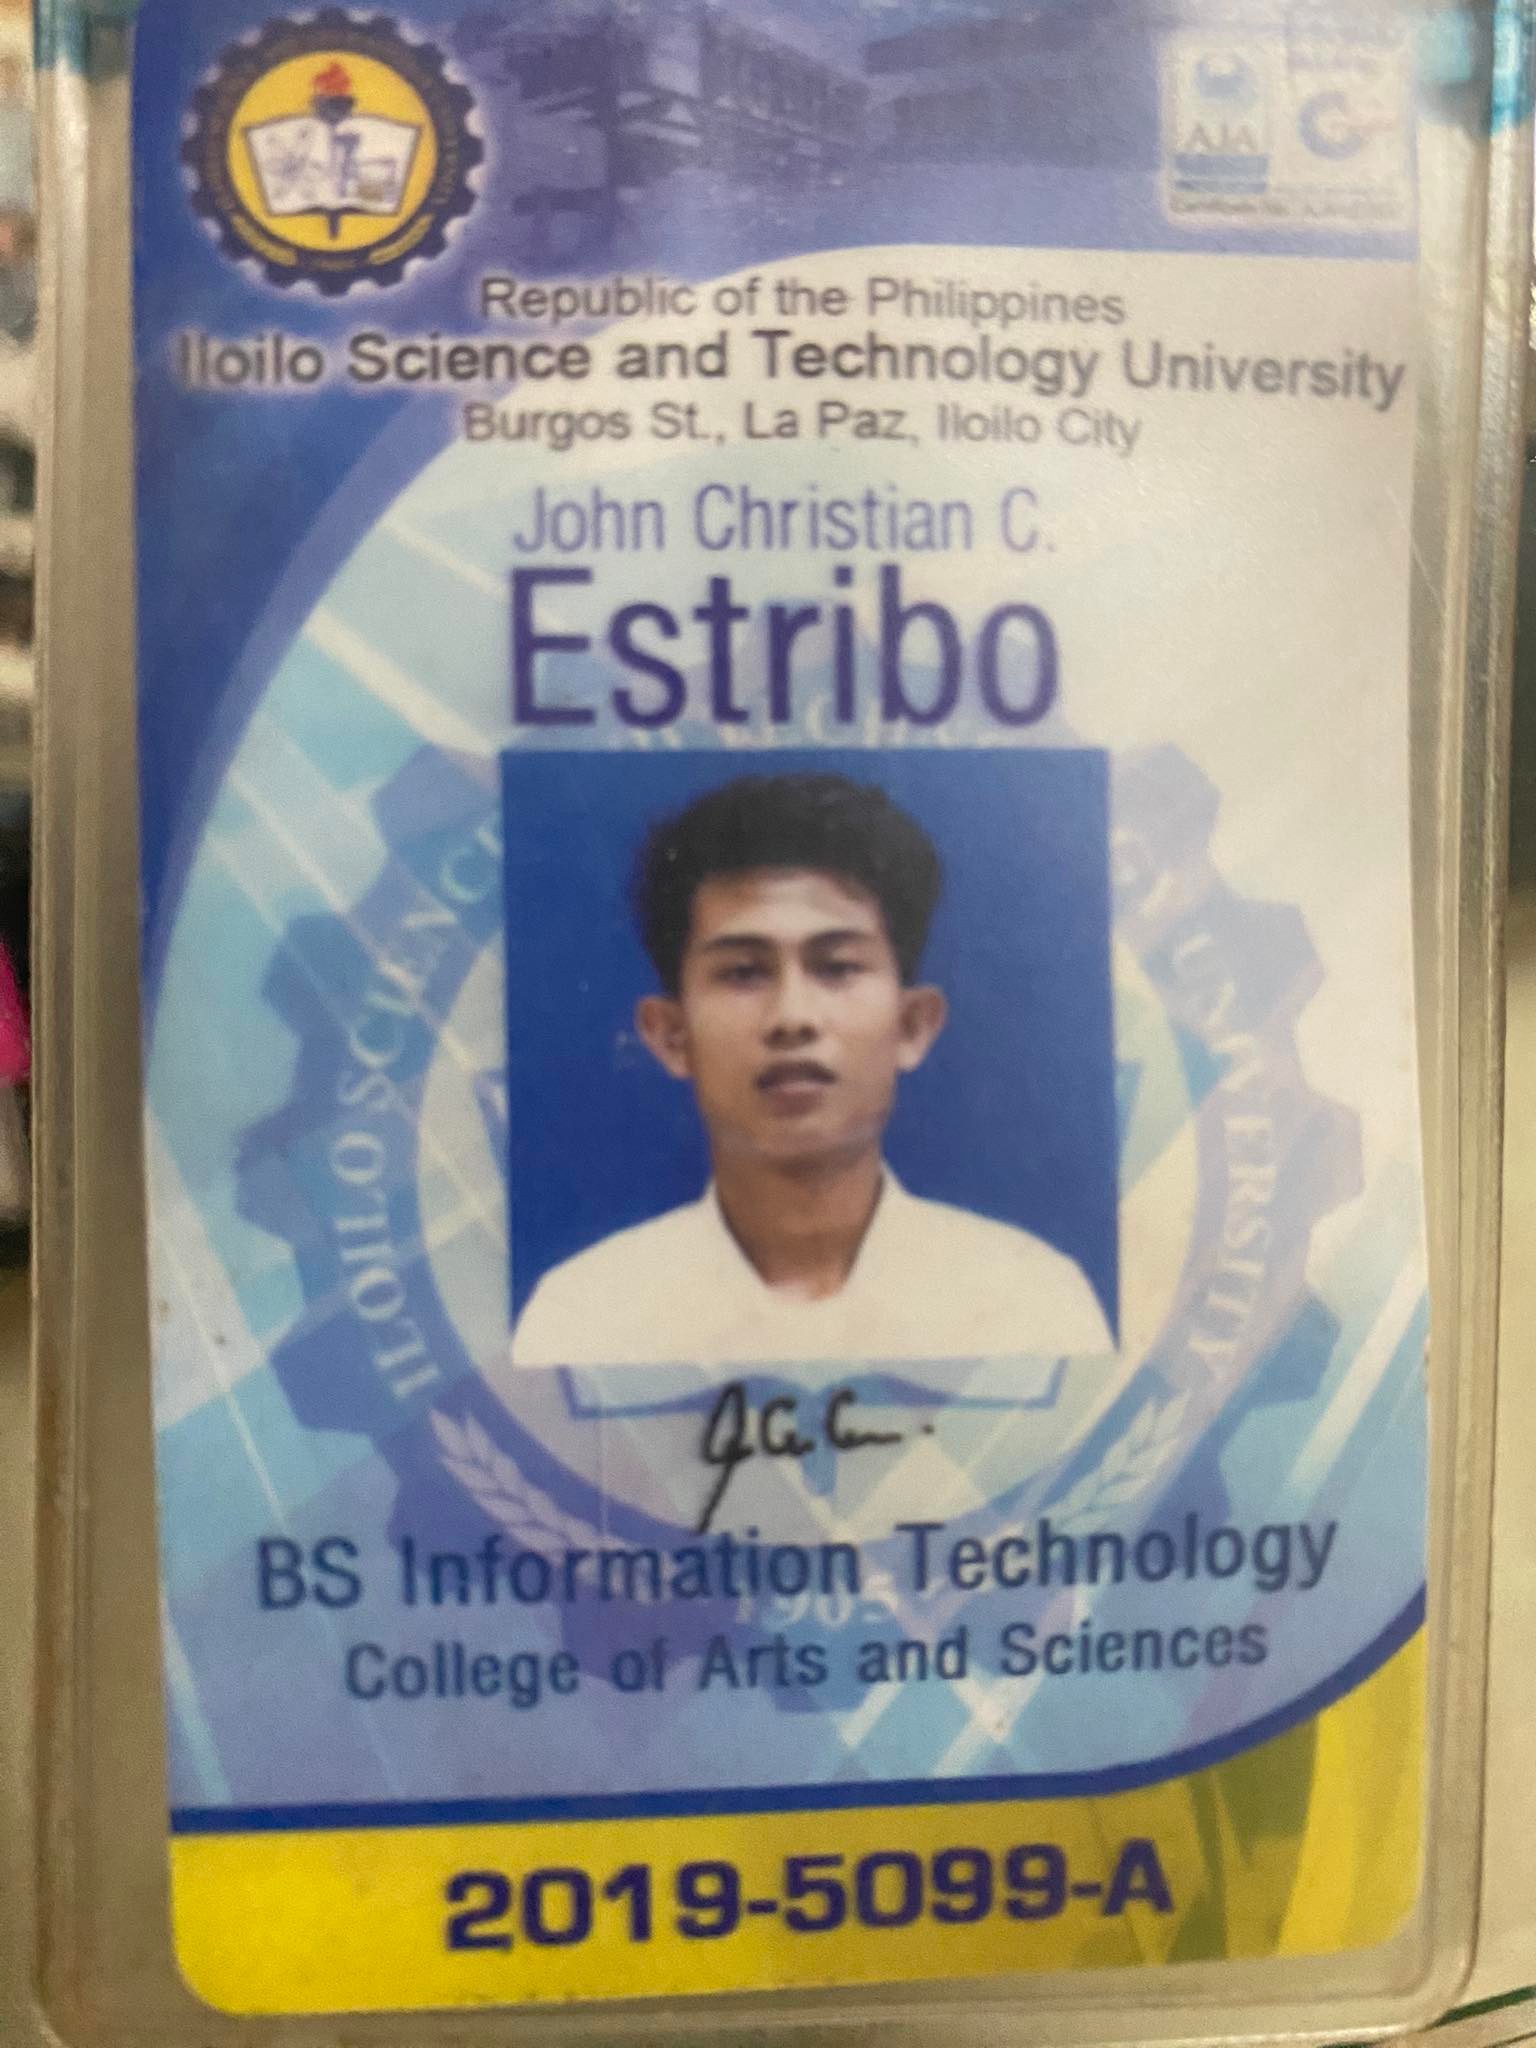 AJA
Republic of the Philippines
Iloilo Science and Technology University
Burgos St., La Paz, Iloilo City
John Christian C.
Estribo
ILOILO SCIENCE
UNIVERSITY
BS Information Technology
1905
College of Arts and Sciences
2019-5099-A